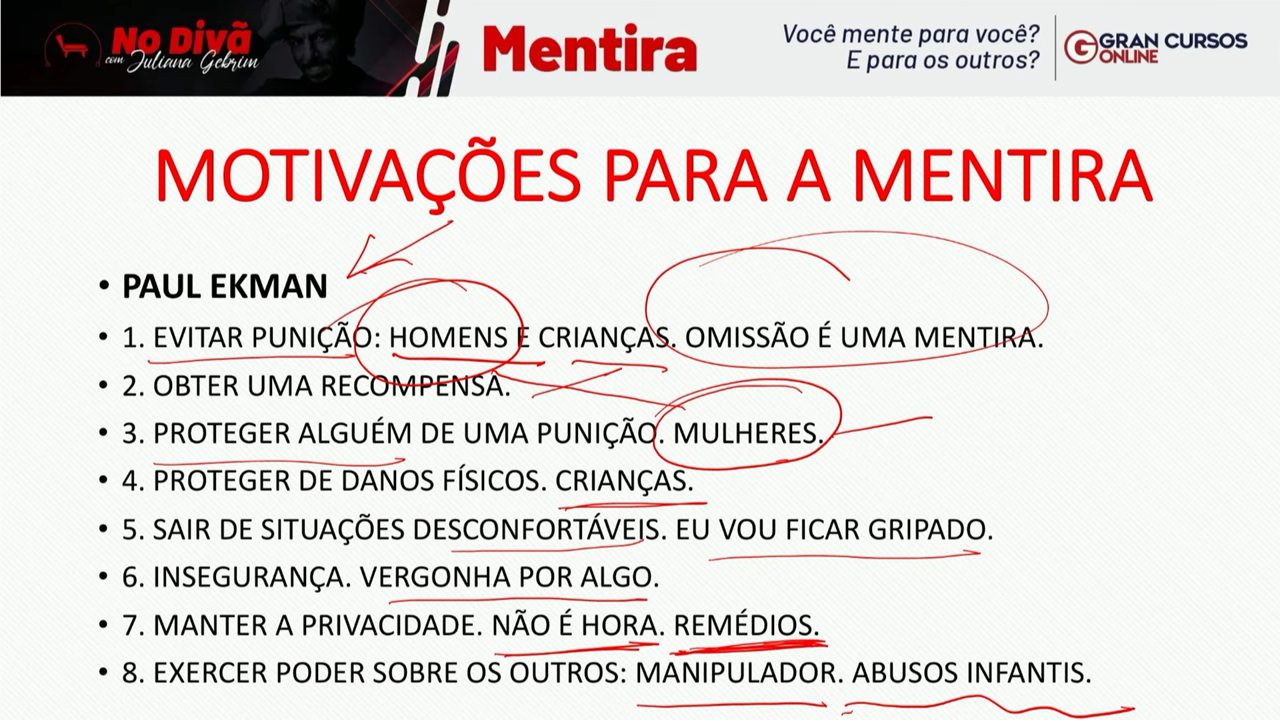 No Divã
com Juliana Gebrim
Mentira
Você mente para você?
E para os outros?
GRAN CURSOS
ONLINE
MOTIVAÇÕES PARA A MENTIRA
• PAUL EKMAN
• 1. EVITAR PUNIÇÃO: HOMENS E CRIANÇAS. OMISSÃO É UMA MENTIRA.
• 2. OBTER UMA RECOMPENSA.
• 3. PROTEGER ALGUÉM DE UMA PUNIÇÃO. MULHERES.
• 4. PROTEGER DE DANOS FÍSICOS. CRIANÇAS.
• 5. SAIR DE SITUAÇÕES DESCONFORTÁVEIS. EU VOU FICAR GRIPADO.
• 6. INSEGURANÇA. VERGONHA POR ALGO.
• 7. MANTER A PRIVACIDADE. NÃO É HORA. REMÉDIOS.
• 8. EXERCER PODER SOBRE OS OUTROS: MANIPULADOR. ABUSOS INFANTIS.